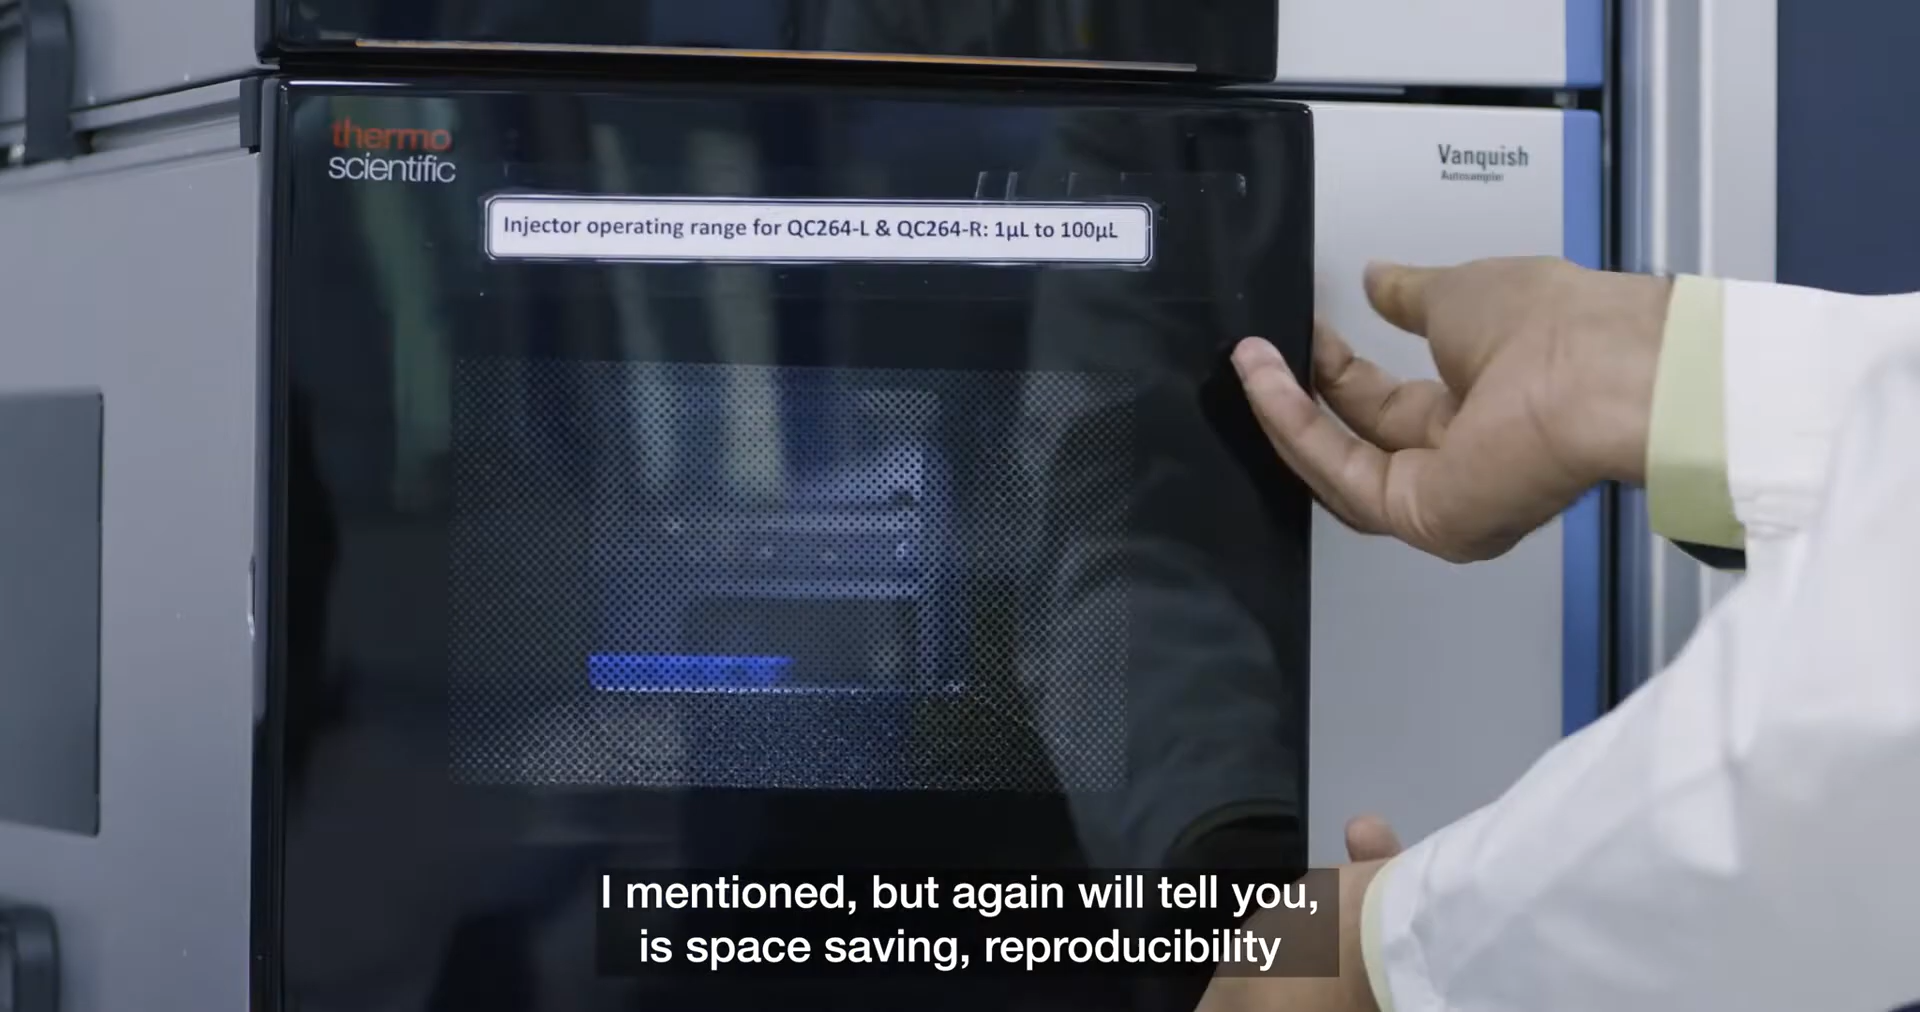 thermo
scientific
Vanquish
Autosampler
Injector operating range for QC264-L & QC264-R: 1µL to 100µL
I mentioned, but again will tell you,
is space saving, reproducibility